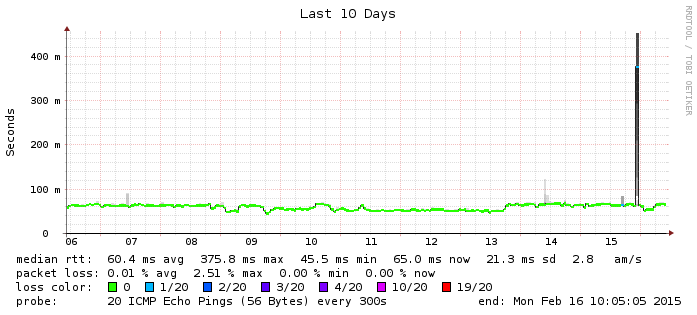 Last 10 Days
RRDTOOL / TOBI OETIKER
Seconds
400 m
300 m
200 m
100 m
0
06 07 08 09 10 11 12 13 14 15
median rtt: 60.4 ms avg 375.8 ms max 45.5 ms min 65.0 ms now 21.3 ms sd 2.8 am/s
packet loss: 0.01 % avg 2.51 % max 0.00 % min 0.00 % now
loss color: 0 1/20 2/20 3/20 4/20 10/20 19/20
probe: 20 ICMP Echo Pings (56 Bytes) every 300s end: Mon Feb 16 10:05:05 2015